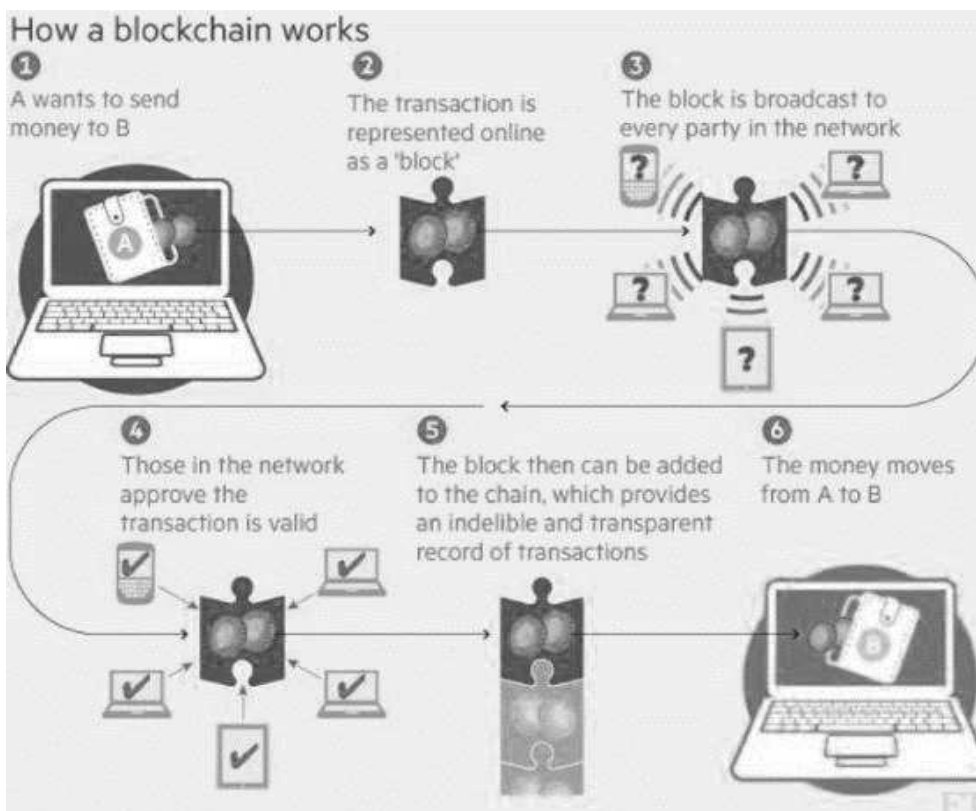 How a blockchain works
1
A wants to send
money to B
2
The transaction is
represented online
as a 'block'
3
The block is broadcast to
every party in the network
A
?
?
?
?
?
4
Those in the network
approve the
transaction is valid
5
The block then can be added
to the chain, which provides
an indelible and transparent
record of transactions
6
The money moves
from A to B
B